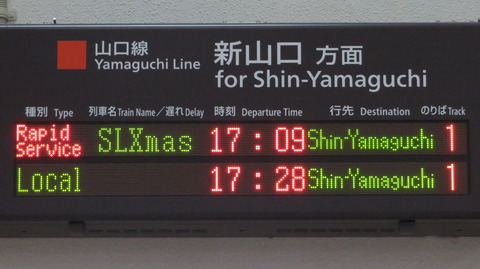 山口線 新山口 方面
Yamaguchi Line for Shin-Yamaguchi
種別 Type 列車名 Train Name／遅れ Delay 時刻 Departure Time 行先 Destination のりば Track
Rapid Service SLXmas 17:09 Shin-Yamaguchi 1
Local 17:28 Shin-Yamaguchi 1